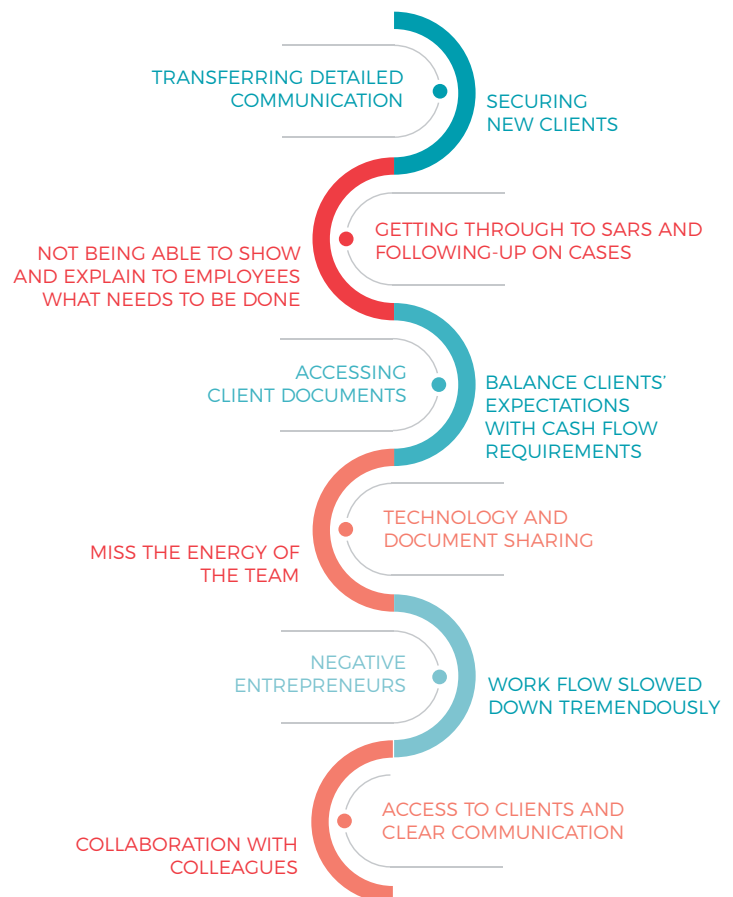 TRANSFERRING DETAILED
COMMUNICATION
SECURING
NEW CLIENTS
GETTING THROUGH TO SARS AND
FOLLOWING-UP ON CASES
NOT BEING ABLE TO SHOW
AND EXPLAIN TO EMPLOYEES
WHAT NEEDS TO BE DONE
ACCESSING
CLIENT DOCUMENTS
BALANCE CLIENTS’
EXPECTATIONS
WITH CASH FLOW
REQUIREMENTS
TECHNOLOGY AND
DOCUMENT SHARING
MISS THE ENERGY OF
THE TEAM
NEGATIVE
ENTREPRENEURS
WORK FLOW SLOWED
DOWN TREMENDOUSLY
ACCESS TO CLIENTS AND
CLEAR COMMUNICATION
COLLABORATION WITH
COLLEAGUES